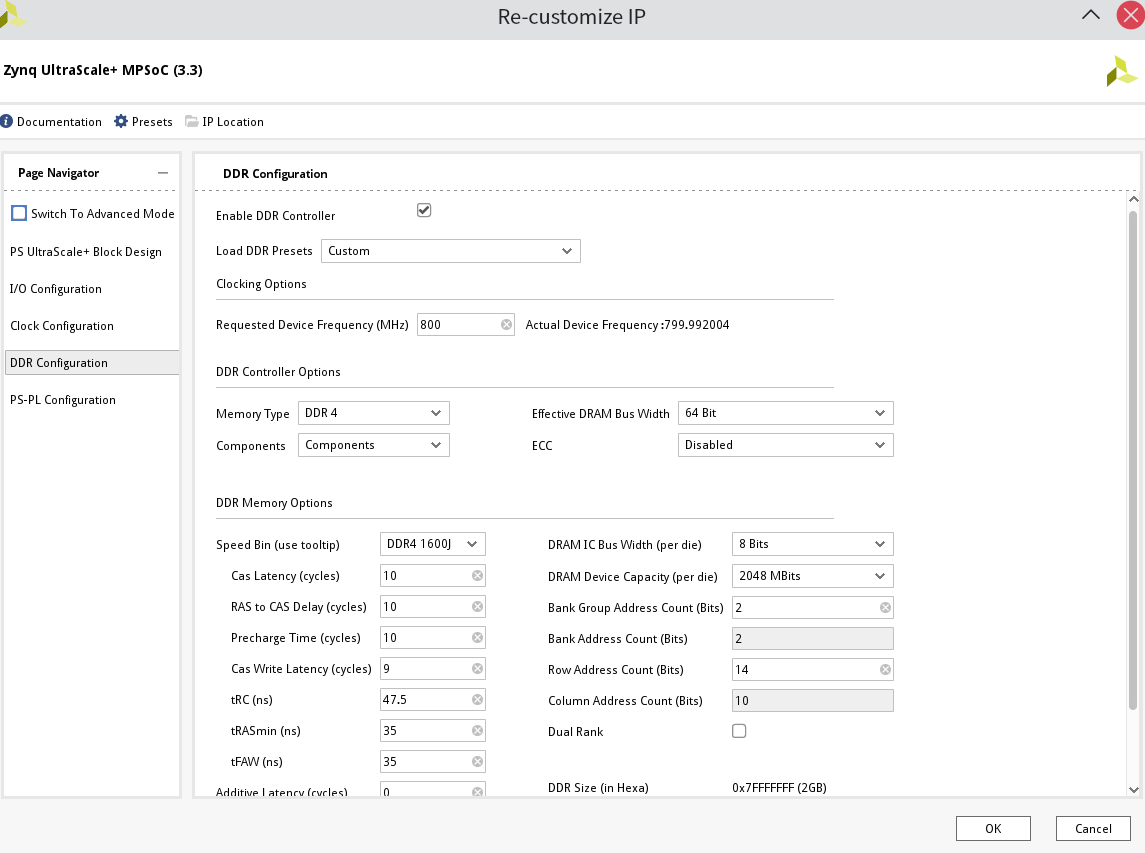 Re-customize IP
Zynq UltraScale+ MPSoC (3.3)
Documentation Presets IP Location
Page Navigator
Switch To Advanced Mode
PS UltraScale+ Block Design
I/O Configuration
Clock Configuration
DDR Configuration
PS-PL Configuration
DDR Configuration
Enable DDR Controller
Load DDR Presets Custom
Clocking Options
Requested Device Frequency (MHz) 800 Actual Device Frequency :799.992004
DDR Controller Options
Memory Type DDR 4 Effective DRAM Bus Width 64 Bit
Components Components ECC Disabled
DDR Memory Options
Speed Bin (use tooltip) DDR4 1600J DRAM IC Bus Width (per die) 8 Bits
Cas Latency (cycles) 10 DRAM Device Capacity (per die) 2048 MBits
RAS to CAS Delay (cycles) 10 Bank Group Address Count (Bits) 2
Precharge Time (cycles) 10 Bank Address Count (Bits) 2
Cas Write Latency (cycles) 9 Row Address Count (Bits) 14
tRC (ns) 47.5 Column Address Count (Bits) 10
tRASmin (ns) 35 Dual Rank
tFAW (ns) 35
Additive Latency (cycles) 0 DDR Size (in Hexa) 0x7FFFFFFF (2GB)
OK Cancel